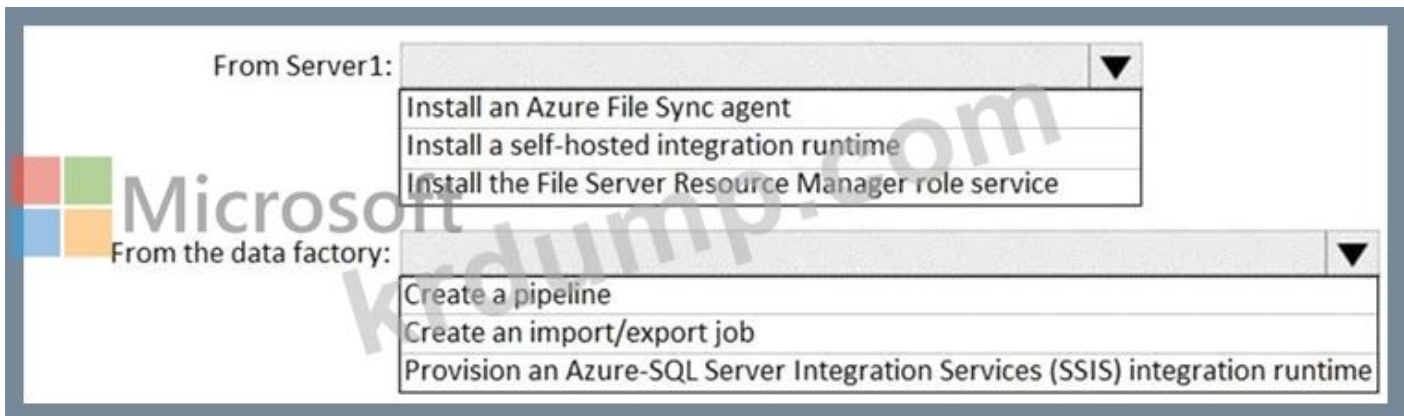 From Server1:
Install an Azure File Sync agent
Install a self-hosted integration runtime
Install the File Server Resource Manager role service
Microsoft
krdump.com
From the data factory:
Create a pipeline
Create an import/export job
Provision an Azure-SQL Server Integration Services (SSIS) integration runtime